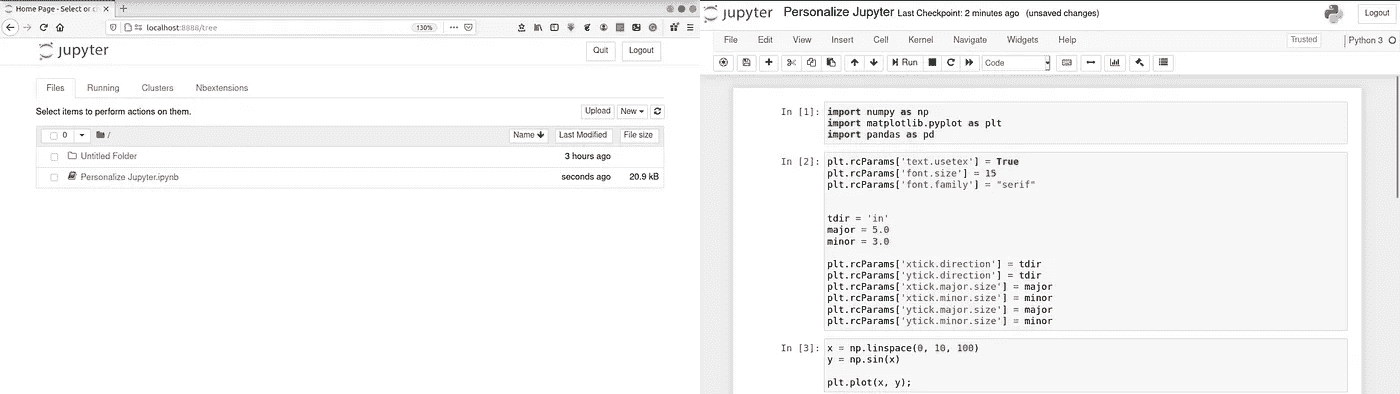 Home Page - Select or c
localhost:8888/tree
130%
jupyter
Quit
Logout
Files
Running
Clusters
Nbextensions
Select items to perform actions on them.
Upload
New
0
/
Name
Last Modified
File size
Untitled Folder
3 hours ago
Personalize Jupyter.ipynb
seconds ago
20.9 kB
jupyter Personalize Jupyter Last Checkpoint: 2 minutes ago (unsaved changes)
Logout
File Edit View Insert Cell Kernel Navigate Widgets Help
Trusted
Python 3
Run
Code
In [1]:
import numpy as np
import matplotlib.pyplot as plt
import pandas as pd
In [2]:
plt.rcParams['text.usetex'] = True
plt.rcParams['font.size'] = 15
plt.rcParams['font.family'] = "serif"
tdir = 'in'
major = 5.0
minor = 3.0
plt.rcParams['xtick.direction'] = tdir
plt.rcParams['ytick.direction'] = tdir
plt.rcParams['xtick.major.size'] = major
plt.rcParams['xtick.minor.size'] = minor
plt.rcParams['ytick.major.size'] = major
plt.rcParams['ytick.minor.size'] = minor
In [3]:
x = np.linspace(0, 10, 100)
y = np.sin(x)
plt.plot(x, y);